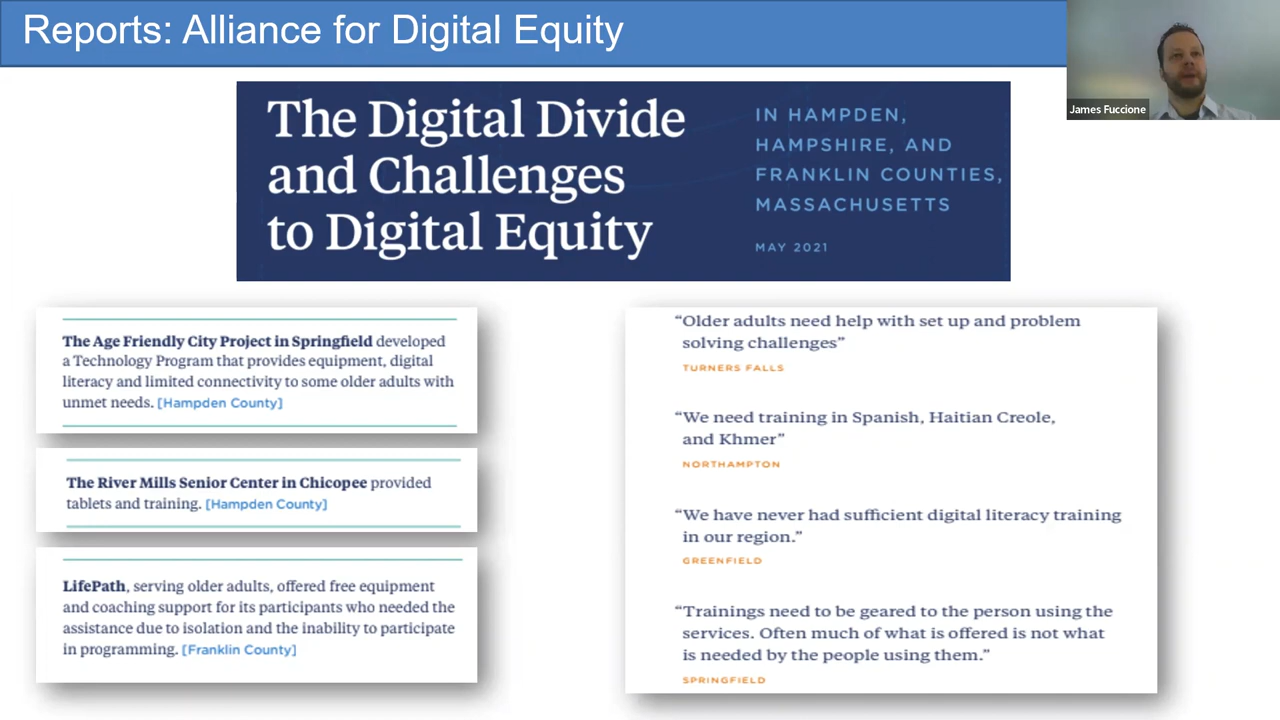 Reports: Alliance for Digital Equity
James Fuccione
The Digital Divide
and Challenges
to Digital Equity
IN HAMPDEN,
HAMPSHIRE, AND
FRANKLIN COUNTIES,
MASSACHUSETTS
MAY 2021
The Age Friendly City Project in Springfield developed
a Technology Program that provides equipment, digital
literacy and limited connectivity to some older adults with
unmet needs. [Hampden County]
The River Mills Senior Center in Chicopee provided
tablets and training. [Hampden County]
LifePath, serving older adults, offered free equipment
and coaching support for its participants who needed the
assistance due to isolation and the inability to participate
in programming. [Franklin County]
“Older adults need help with set up and problem
solving challenges”
TURNERS FALLS
“We need training in Spanish, Haitian Creole,
and Khmer”
NORTHAMPTON
“We have never had sufficient digital literacy training
in our region.”
GREENFIELD
“Trainings need to be geared to the person using the
services. Often much of what is offered is not what
is needed by the people using them.”
SPRINGFIELD